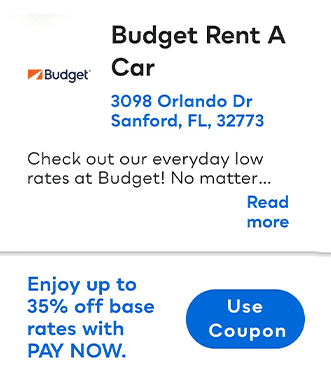 Budget Rent A
Car
Budget
3098 Orlando Dr
Sanford, FL, 32773
Check out our everyday low
rates at Budget! No matter...
Read
more
Enjoy up to
35% off base
rates with
PAY NOW.
Use
Coupon